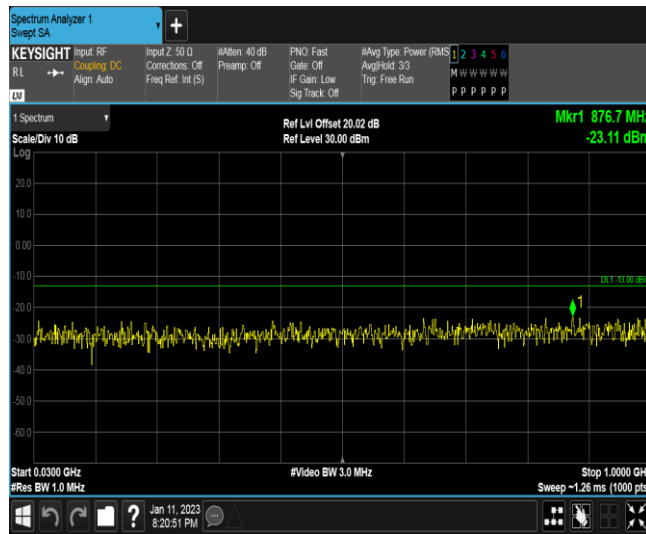 Spectrum Analyzer 1
Swept SA
+
KEYSIGHT
RL
LXI
Input: RF
Coupling: DC
Align: Auto
Input Z: 50 Ω
Corrections: Off
Freq Ref: Int (S)
#Atten: 40 dB
Preamp: Off
PNO: Fast
Gate: Off
IF Gain: Low
Sig Track: Off
#Avg Type: Power (RMS
Avg|Hold: 3/3
Trig: Free Run
1 2 3 4 5 6
M W W W W W
P P P P P P
1 Spectrum
Scale/Div 10 dB
Ref Lvl Offset 20.02 dB
Ref Level 30.00 dBm
Mkr1 876.7 MHz
-23.11 dBm
Log
20.0
10.0
0.00
-10.0
DL1 -13.00 dBm
-20.0
1
-30.0
-40.0
-50.0
-60.0
Start 0.0300 GHz
#Res BW 1.0 MHz
#Video BW 3.0 MHz
Stop 1.0000 GH
Sweep ~1.26 ms (1000 pts
?
Jan 11, 2023
8:20:51 PM